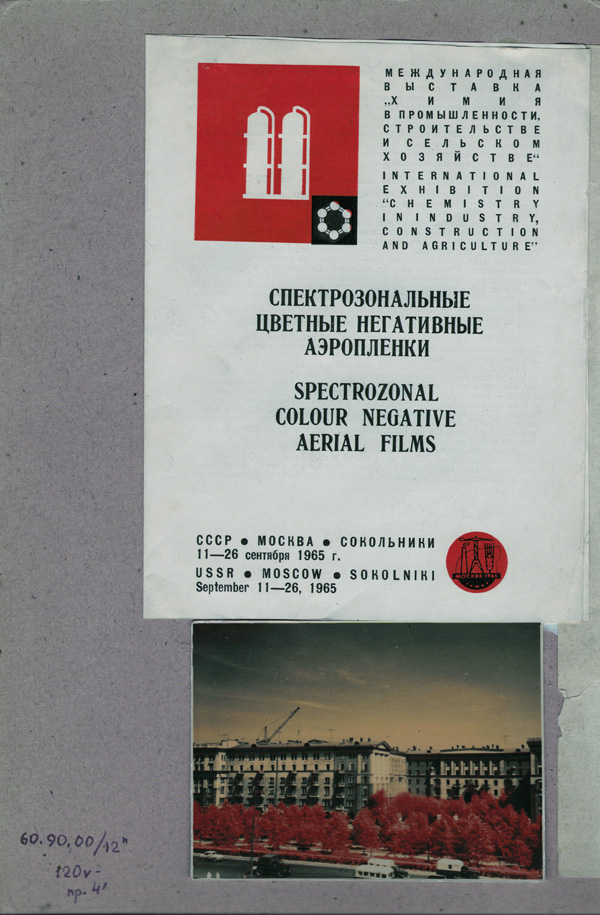 МЕЖДУНАРОДНАЯ
ВЫСТАВКА
„ХИМИЯ
В ПРОМЫШЛЕННОСТИ,
СТРОИТЕЛЬСТВЕ
И СЕЛЬСКОМ
ХОЗЯЙСТВЕ“
INTERNATIONAL
EXHIBITION
"CHEMISTRY
IN INDUSTRY,
CONSTRUCTION
AND AGRICULTURE"
СПЕКТРОЗОНАЛЬНЫЕ
ЦВЕТНЫЕ НЕГАТИВНЫЕ
АЭРОПЛЕНКИ
SPECTROZONAL
COLOUR NEGATIVE
AERIAL FILMS
СССР ● МОСКВА ● СОКОЛЬНИКИ
11—26 сентября 1965 г.
USSR ● MOSCOW ● SOKOLNIKI
September 11—26, 1965
МОСКВА 1965
60.90.00/12"
120v-
пр. 4'